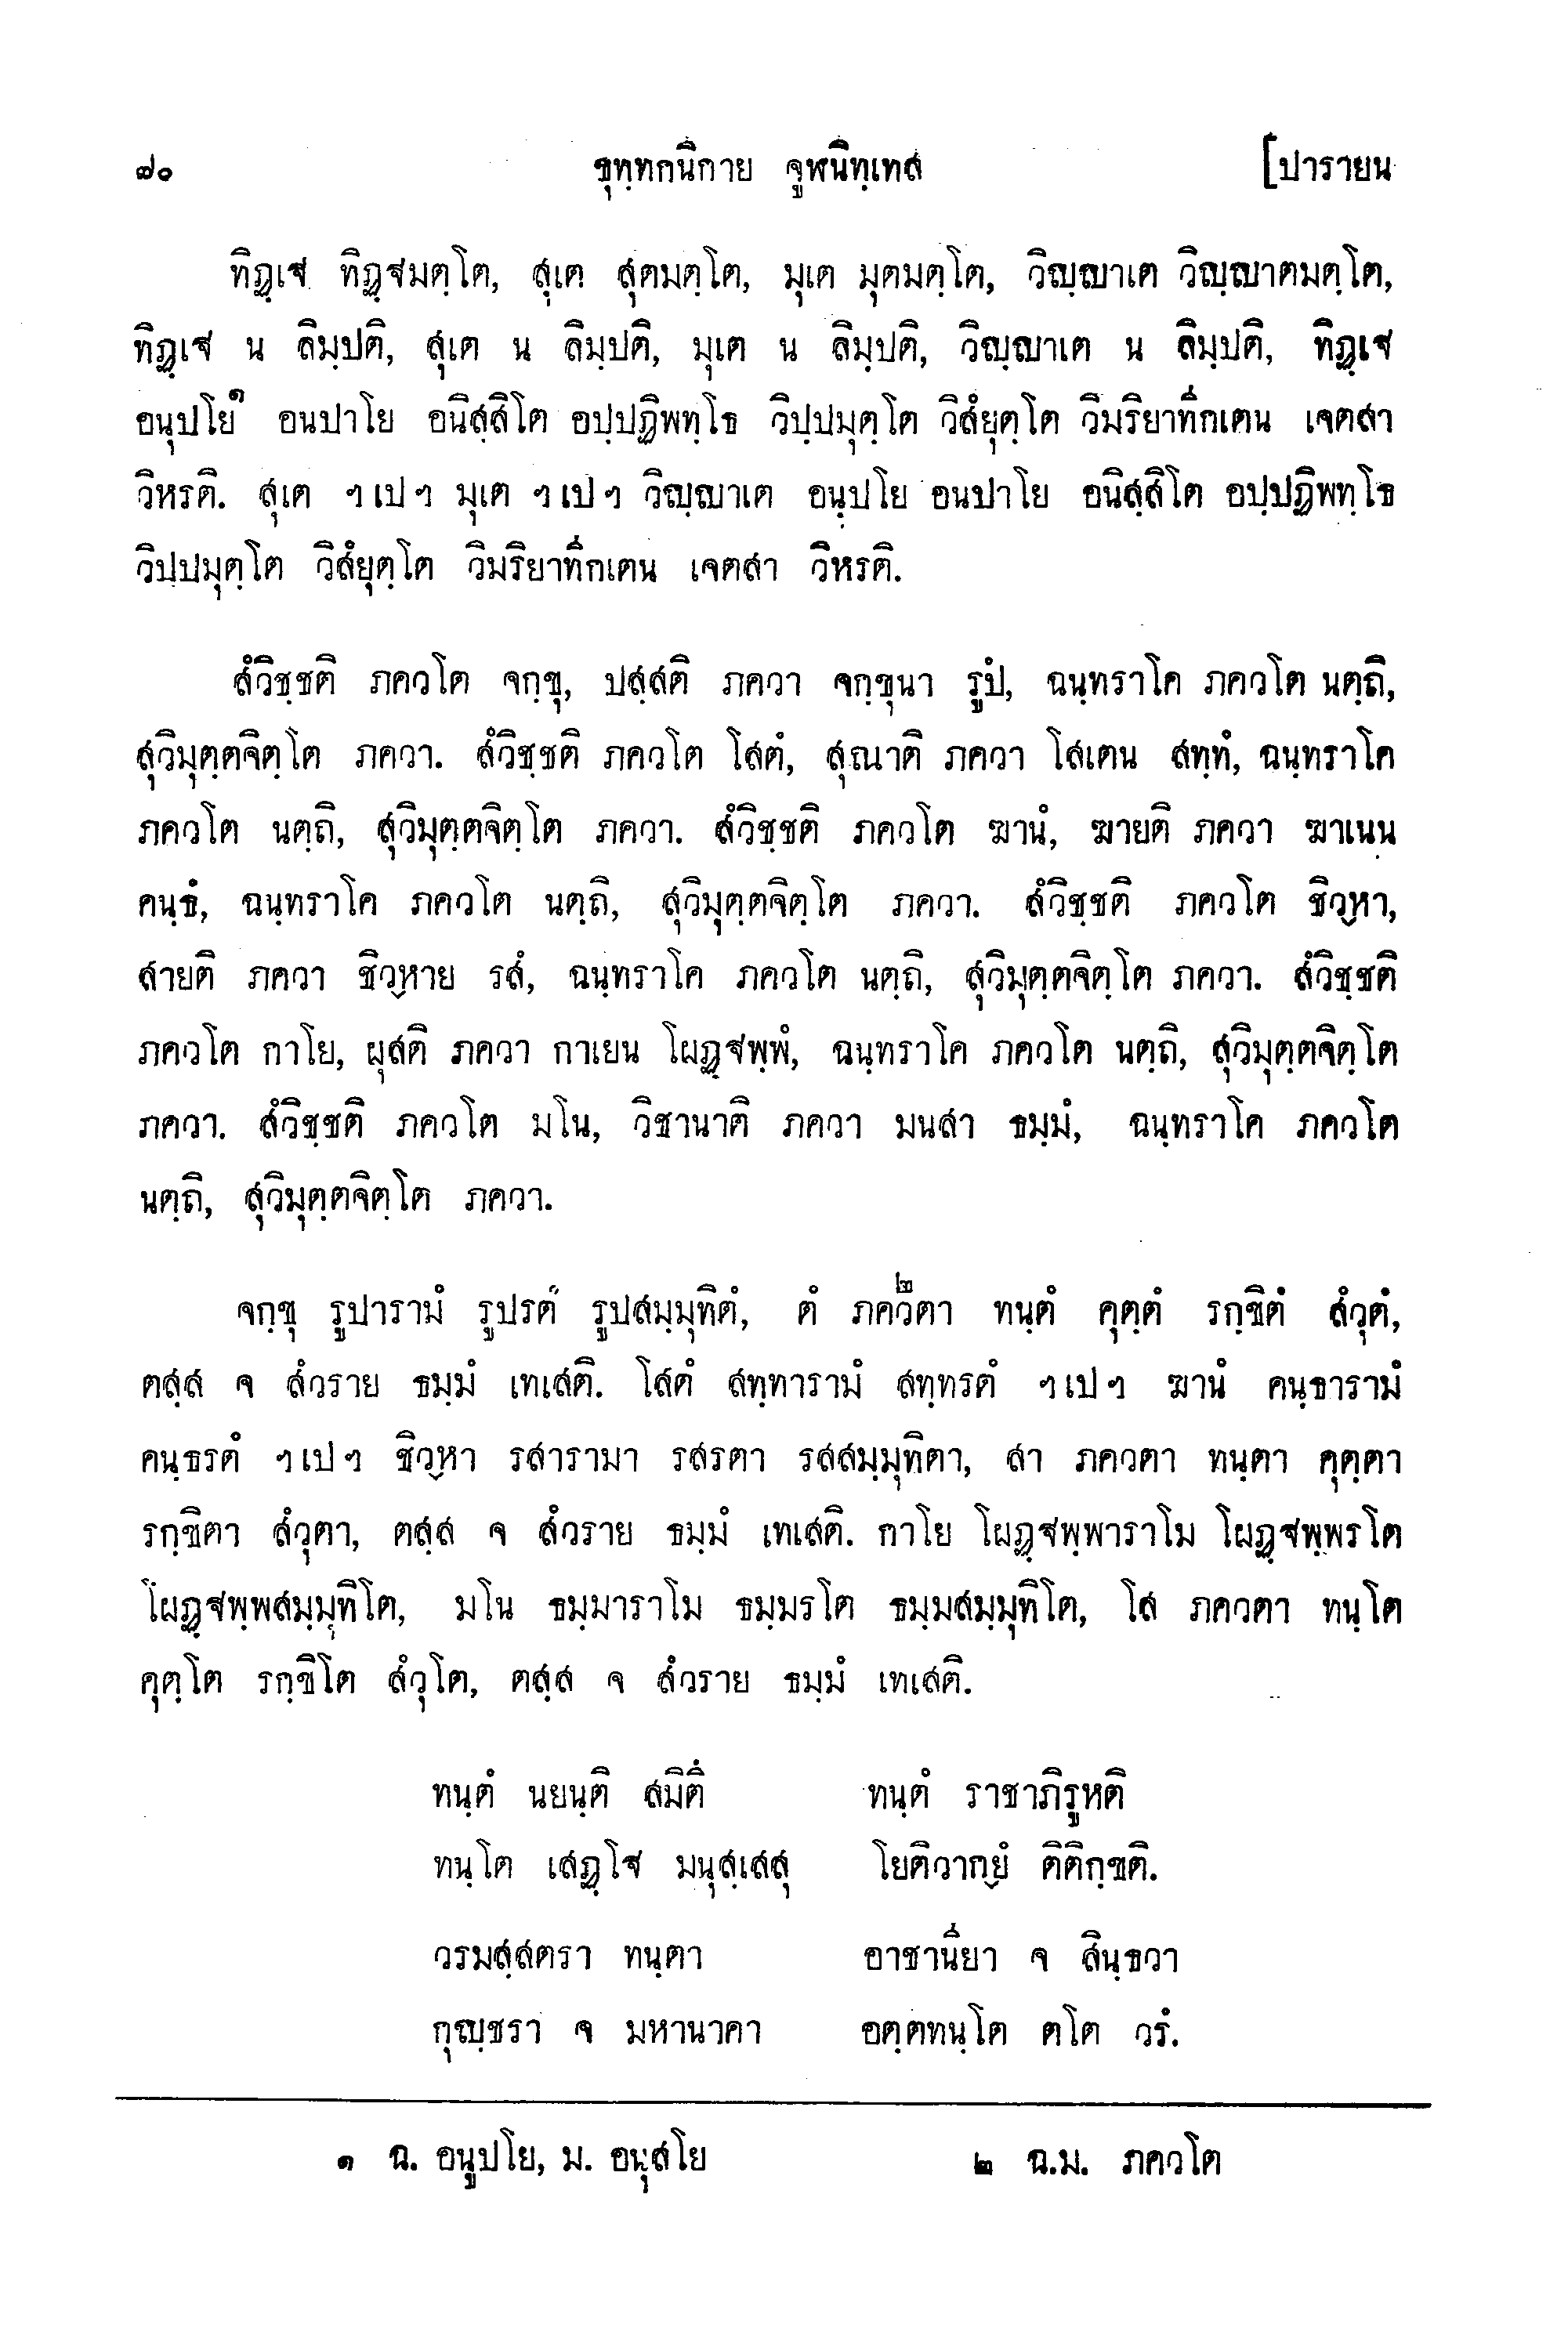 ๗๐ ขุทฺทกนิกาย จูฬนิทฺเทส [ปารายน
ทิฏฺเฐ ทิฏฺฐมตฺโต, สุเต สุตมตฺโต, มุเต มุตมตฺโต, วิญฺญาเต วิญฺญาตมตฺโต,
ทิฏฺเฐ น ลิมฺปติ, สุเต น ลิมฺปติ, มุเต น ลิมฺปติ, วิญฺญาเต น ลิมฺปติ, ทิฏฺเฐ
อนุปโย๑ อนปาโย อนิสฺสิโต อปฺปฏิพทฺโธ วิปฺปมุตฺโต วิสํยุตฺโต วิมริยาทิกเตน เจตสา
วิหรติ. สุเต ฯเปฯ มุเต ฯเปฯ วิญฺญาเต อนุปโย อนปาโย อนิสฺสิโต อปฺปฏิพทฺโธ
วิปฺปมุตฺโต วิสํยุตฺโต วิมริยาทิกเตน เจตสา วิหรติ.
สํวิชฺชติ ภควโต จกฺขุ, ปสฺสติ ภควา จกฺขุนา รูปํ, ฉนฺทราโค ภควโต นตฺถิ,
สุวิมุตฺตจิตฺโต ภควา. สํวิชฺชติ ภควโต โสตํ, สุณาติ ภควา โสเตน สทฺทํ, ฉนฺทราโค
ภควโต นตฺถิ, สุวิมุตฺตจิตฺโต ภควา. สํวิชฺชติ ภควโต ฆานํ, ฆายติ ภควา ฆาเนน
คนฺธํ, ฉนฺทราโค ภควโต นตฺถิ, สุวิมุตฺตจิตฺโต ภควา. สํวิชฺชติ ภควโต ชิวฺหา,
สายติ ภควา ชิวฺหาย รสํ, ฉนฺทราโค ภควโต นตฺถิ, สุวิมุตฺตจิตฺโต ภควา. สํวิชฺชติ
ภควโต กาโย, ผุสติ ภควา กาเยน โผฏฺฐพฺพํ, ฉนฺทราโค ภควโต นตฺถิ, สุวิมุตฺตจิตฺโต
ภควา. สํวิชฺชติ ภควโต มโน, วิชานาติ ภควา มนสา ธมฺมํ, ฉนฺทราโค ภควโต
นตฺถิ, สุวิมุตฺตจิตฺโต ภควา.
จกฺขุ รูปารามํ รูปรตํ รูปสมฺมุทิตํ, ตํ ภควตา๒ ทนฺตํ คุตฺตํ รกฺขิตํ สํวุตํ,
ตสฺส จ สํวราย ธมฺมํ เทเสติ. โสตํ สทฺทารามํ สทฺทรตํ ฯเปฯ ฆานํ คนฺธารามํ
คนฺธรตํ ฯเปฯ ชิวฺหา รสารามา รสรตา รสสมฺมุทิตา, สา ภควตา ทนฺตา คุตฺตา
รกฺขิตา สํวุตา, ตสฺส จ สํวราย ธมฺมํ เทเสติ. กาโย โผฏฺฐพฺพาราโม โผฏฺฐพฺพรโต
โผฏฺฐพฺพสมฺมุทิโต, มโน ธมฺมาราโม ธมฺมรโต ธมฺมสมฺมุทิโต, โส ภควตา ทนฺโต
คุตฺโต รกฺขิโต สํวุโต, ตสฺส จ สํวราย ธมฺมํ เทเสติ.
ทนฺตํ นยนฺติ สมิตึ ทนฺตํ ราชาภิรูหติ
ทนฺโต เสฏฺโฐ มนุสฺเสสุ โยติวากฺยํ ติติกฺขติ.
วรมสฺสตรา ทนฺตา อาชานิยา จ สินฺธวา
กุญฺชรา จ มหานาคา อตฺตทนฺโต ตโต วรํ.
๑ ฉ. อนูปโย, ม. อนุสโย ๒ ฉ.ม. ภควโต